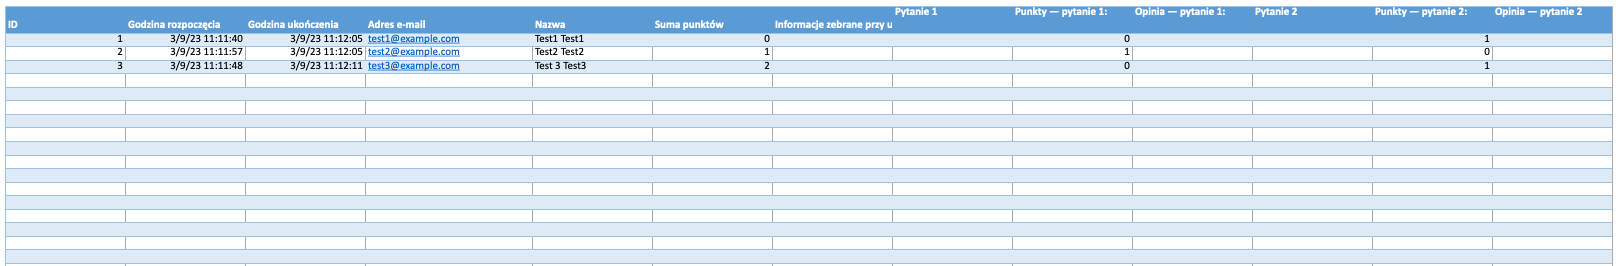 ID Godzina rozpoczęcia Godzina ukończenia Adres e-mail Nazwa Suma punktów Informacje zebrane przy u Pytanie 1 Punkty — pytanie 1: Opinia — pytanie 1: Pytanie 2 Punkty — pytanie 2: Opinia — pytanie 2
1 3/9/23 11:11:40 3/9/23 11:12:05 test1@example.com Test1 Test1 0 0 1
2 3/9/23 11:11:57 3/9/23 11:12:05 test2@example.com Test2 Test2 1 1 0
3 3/9/23 11:11:48 3/9/23 11:12:11 test3@example.com Test 3 Test3 2 0 1